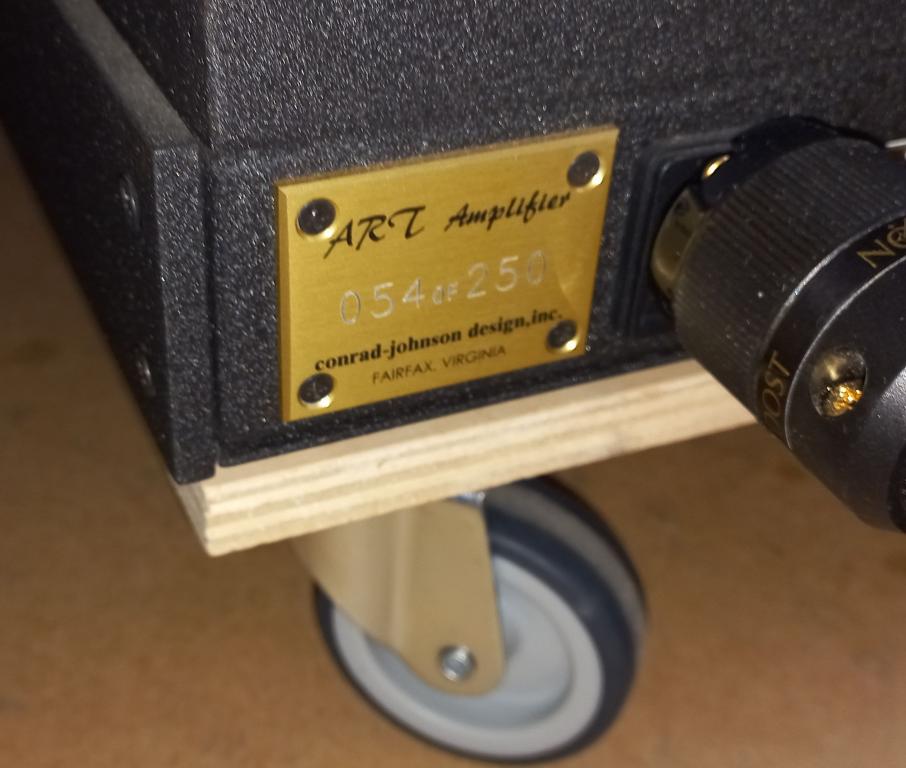 ART Amplifier
054 OF 250
conrad-johnson design,inc.
FAIRFAX, VIRGINIA